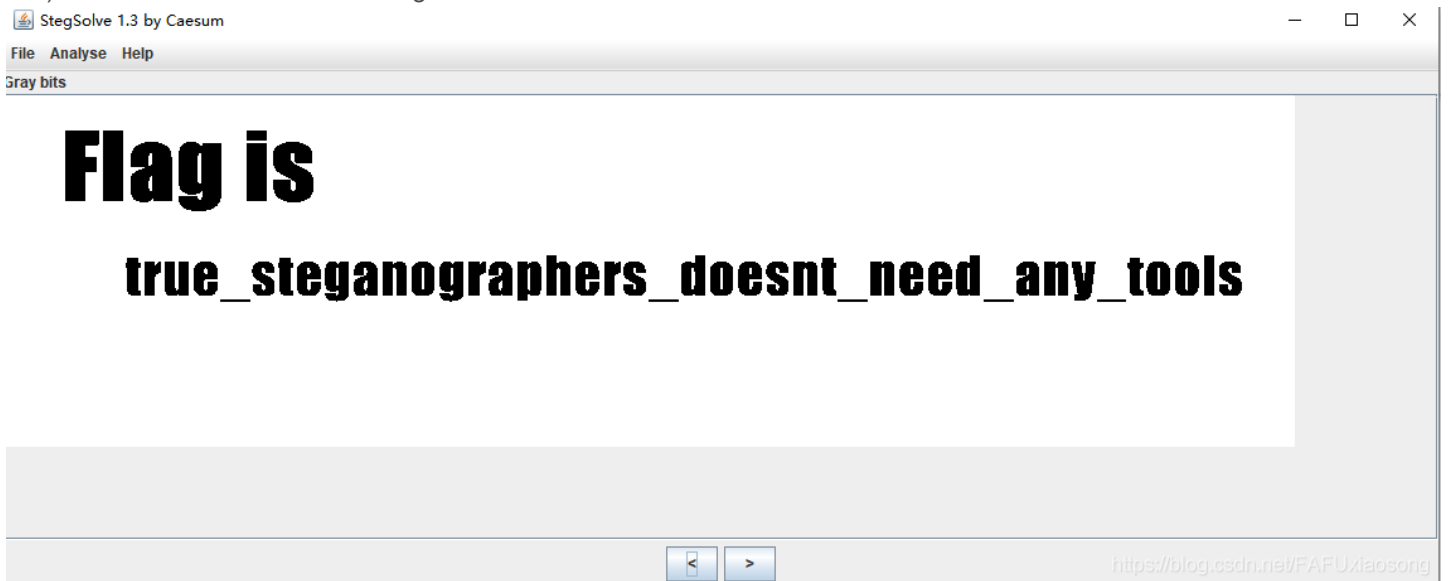 StegSolve 1.3 by Caesum
File Analyse Help
Gray bits
Flag is
true_steganographers_doesnt_need_any_tools
< >
https://blog.csdn.net/FAFUxiaosong